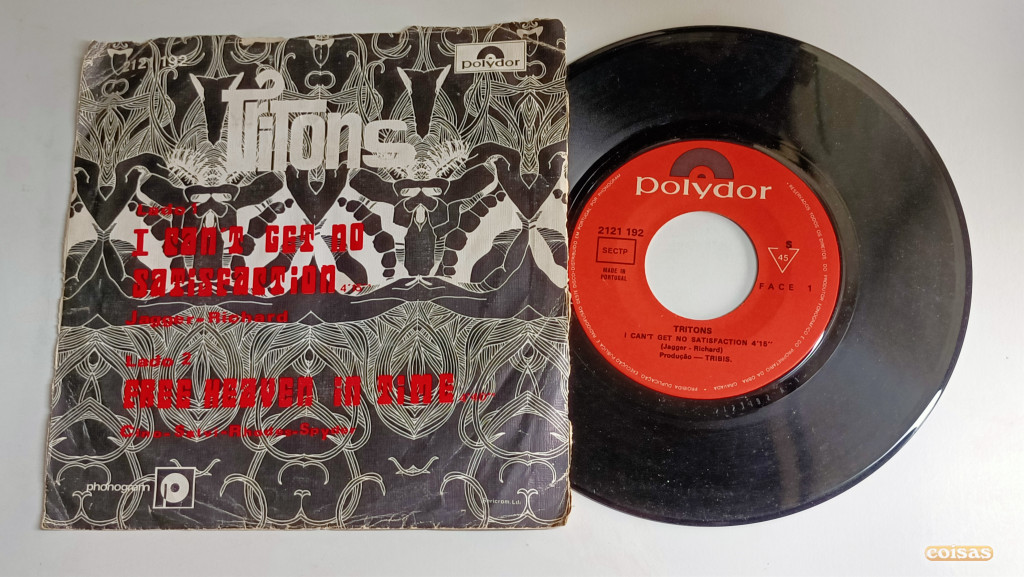 2121 192
polydor
Tritons
Lado 1
I CAN'T GET NO
SATISFACTION 4'15"
Jagger-Richard
Lado 2
FREE HEAVEN IN TIME
phonogram
polydor
2121 192
SECTP
MADE IN
PORTUGAL
S
45
FACE 1
TRITONS
I CAN'T GET NO SATISFACTION 4'15"
(Jagger - Richard)
Produção — TRIBIS.
coisas